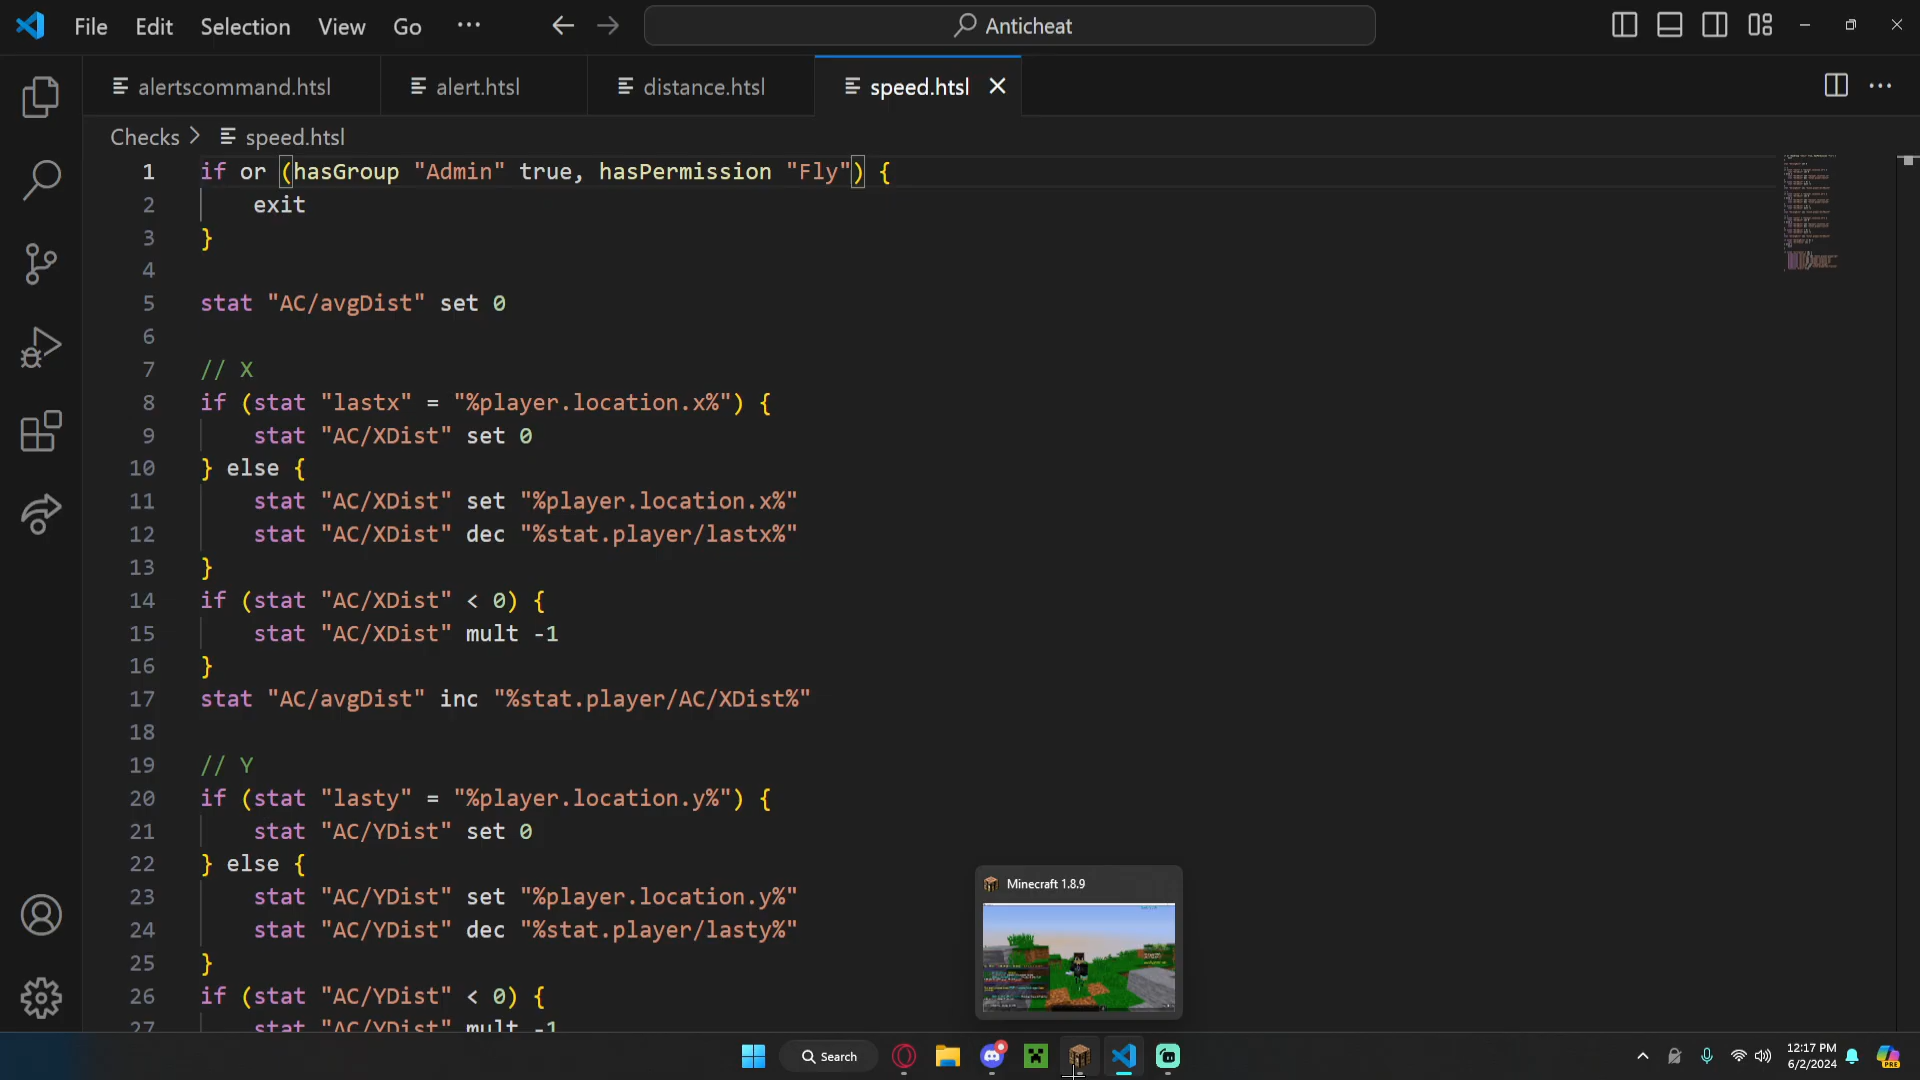 File Edit Selection View Go ··· Anticheat
alertscommand.htsl alert.htsl distance.htsl speed.htsl
Checks > speed.htsl
1 if or (hasGroup "Admin" true, hasPermission "Fly") {
2 exit
3 }
4
5 stat "AC/avgDist" set 0
6
7 // X
8 if (stat "lastx" = "%player.location.x%") {
9 stat "AC/XDist" set 0
10 } else {
11 stat "AC/XDist" set "%player.location.x%"
12 stat "AC/XDist" dec "%stat.player/lastx%"
13 }
14 if (stat "AC/XDist" < 0) {
15 stat "AC/XDist" mult -1
16 }
17 stat "AC/avgDist" inc "%stat.player/AC/XDist%"
18
19 // Y
20 if (stat "lasty" = "%player.location.y%") {
21 stat "AC/YDist" set 0
22 } else {
23 stat "AC/YDist" set "%player.location.y%"
24 stat "AC/YDist" dec "%stat.player/lasty%"
25 }
26 if (stat "AC/YDist" < 0) {
27 stat "AC/YDist" mult -1
Minecraft 1.8.9
Search
12:17 PM
6/2/2024
PRE